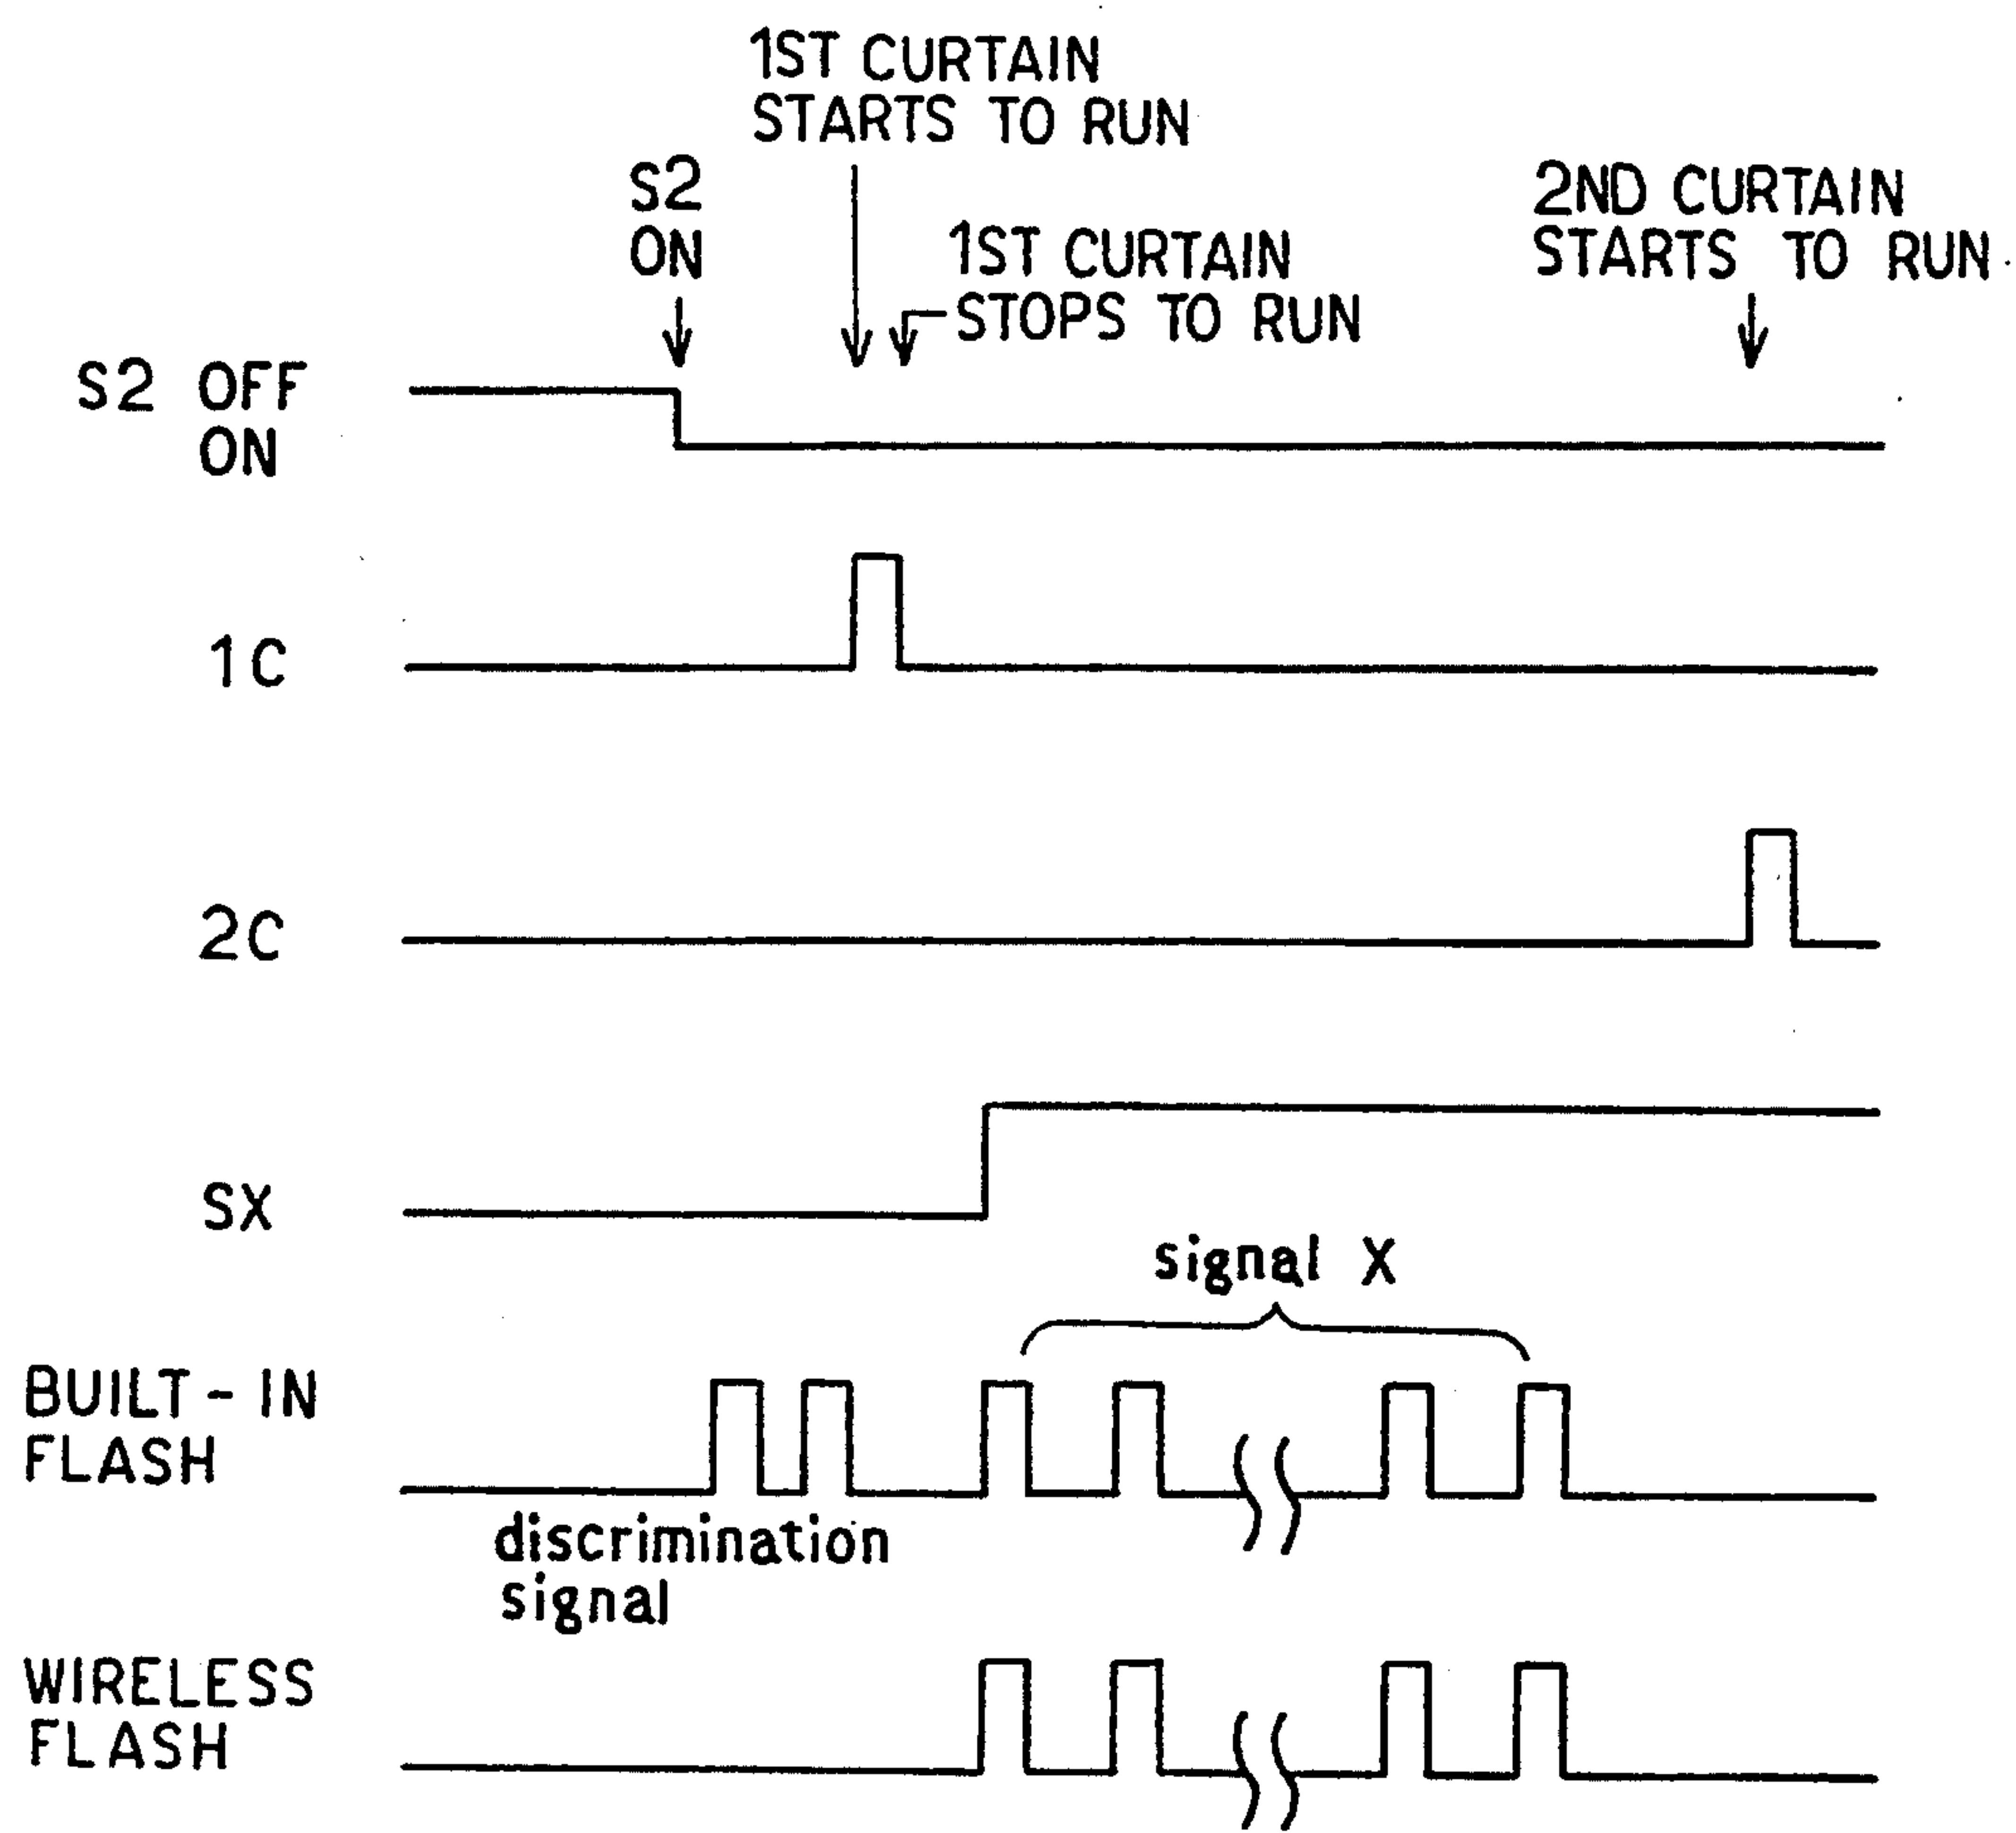 1ST CURTAIN
STARTS TO RUN
S2
ON
1ST CURTAIN
STOPS TO RUN
2ND CURTAIN
STARTS TO RUN
S2 OFF
ON
1C
2C
SX
signal X
BUILT-IN
FLASH
discrimination
signal
WIRELESS
FLASH